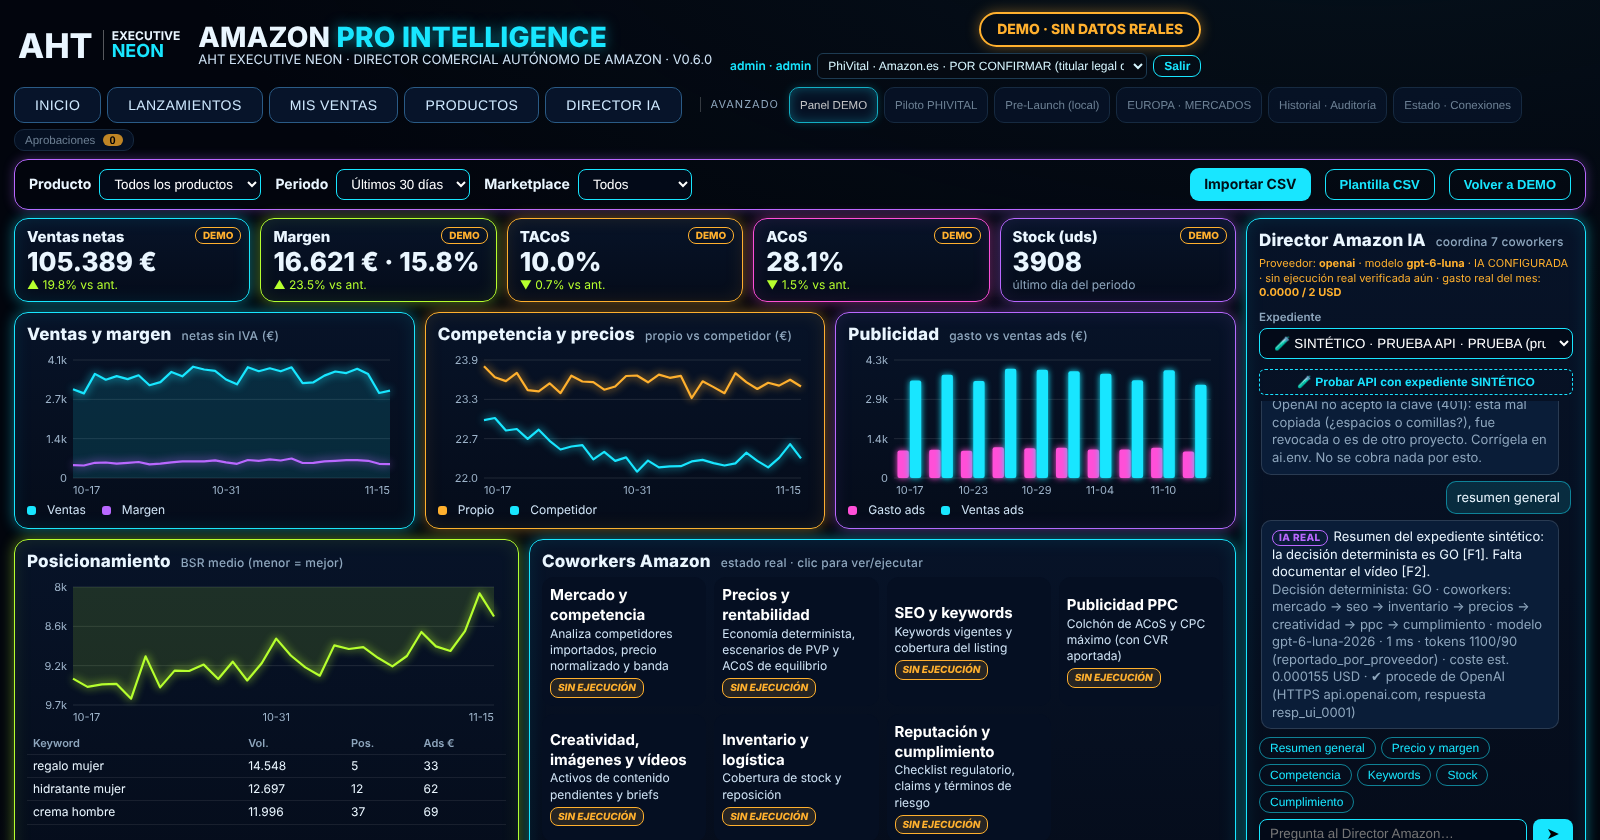 AHT
EXECUTIVE
NEON
AMAZON PRO INTELLIGENCE
AHT EXECUTIVE NEON · DIRECTOR COMERCIAL AUTÓNOMO DE AMAZON · V0.6.0
DEMO · SIN DATOS REALES
admin · admin
PhiVital · Amazon.es · POR CONFIRMAR (titular legal
Salir
INICIO
LANZAMIENTOS
MIS VENTAS
PRODUCTOS
DIRECTOR IA
AVANZADO
Panel DEMO
Piloto PHIVITAL
Pre-Launch (local)
EUROPA · MERCADOS
Historial · Auditoría
Estado · Conexiones
Aprobaciones 0
Producto
Todos los productos
Periodo
Últimos 30 días
Marketplace
Todos
Importar CSV
Plantilla CSV
Volver a DEMO
Ventas netas
DEMO
105.389 €
▲ 19.8% vs ant.
Margen
DEMO
16.621 € · 15.8%
▲ 23.5% vs ant.
TACoS
DEMO
10.0%
▼ 0.7% vs ant.
ACoS
DEMO
28.1%
▼ 1.5% vs ant.
Stock (uds)
DEMO
3908
último día del periodo
Ventas y margen netas sin IVA (€)
4.1k
2.7k
1.4k
0
10-17
10-31
11-15
Ventas
Margen
Competencia y precios propio vs competidor (€)
23.9
23.3
22.7
22.0
10-17
10-31
11-15
Propio
Competidor
Publicidad gasto vs ventas ads (€)
4.3k
2.9k
1.4k
0
10-17
10-23
10-29
11-04
11-10
Gasto ads
Ventas ads
Posicionamiento BSR medio (menor = mejor)
8k
8.6k
9.2k
9.7k
10-17
10-31
11-15
Keyword Vol. Pos. Ads €
regalo mujer 14.548 5 33
hidratante mujer 12.697 12 62
crema hombre 11.996 37 69
Coworkers Amazon estado real · clic para ver/ejecutar
Mercado y
competencia
Analiza competidores
importados, precio
normalizado y banda
SIN EJECUCIÓN
Precios y
rentabilidad
Economía determinista,
escenarios de PVP y
ACoS de equilibrio
SIN EJECUCIÓN
SEO y keywords
Keywords vigentes y
cobertura del listing
SIN EJECUCIÓN
Publicidad PPC
Colchón de ACoS y CPC
máximo (con CVR
aportada)
SIN EJECUCIÓN
Creatividad,
imágenes y vídeos
Activos de contenido
pendientes y briefs
SIN EJECUCIÓN
Inventario y
logística
Cobertura de stock y
reposición
SIN EJECUCIÓN
Reputación y
cumplimiento
Checklist regulatorio,
claims y términos de
riesgo
SIN EJECUCIÓN
Director Amazon IA coordina 7 coworkers
Proveedor: openai · modelo gpt-6-luna · IA CONFIGURADA
· sin ejecución real verificada aún · gasto real del mes:
0.0000 / 2 USD
Expediente
🧪 SINTÉTICO · PRUEBA API · PRUEBA (pru
🧪 Probar API con expediente SINTÉTICO
OpenAI no aceptó la clave (401): está mal
copiada (¿espacios o comillas?), fue
revocada o es de otro proyecto. Corrígela en
ai.env. No se cobra nada por esto.
resumen general
IA REAL Resumen del expediente sintético:
la decisión determinista es GO [F1]. Falta
documentar el vídeo [F2].
Decisión determinista: GO · coworkers:
mercado → seo → inventario → precios →
creatividad → ppc → cumplimiento · modelo
gpt-6-luna-2026 · 1 ms · tokens 1100/90
(reportado_por_proveedor) · coste est.
0.000155 USD · ✔ procede de OpenAI
(HTTPS api.openai.com, respuesta
resp_ui_0001)
Resumen general
Precio y margen
Competencia
Keywords
Stock
Cumplimiento
Pregunta al Director Amazon…
➤